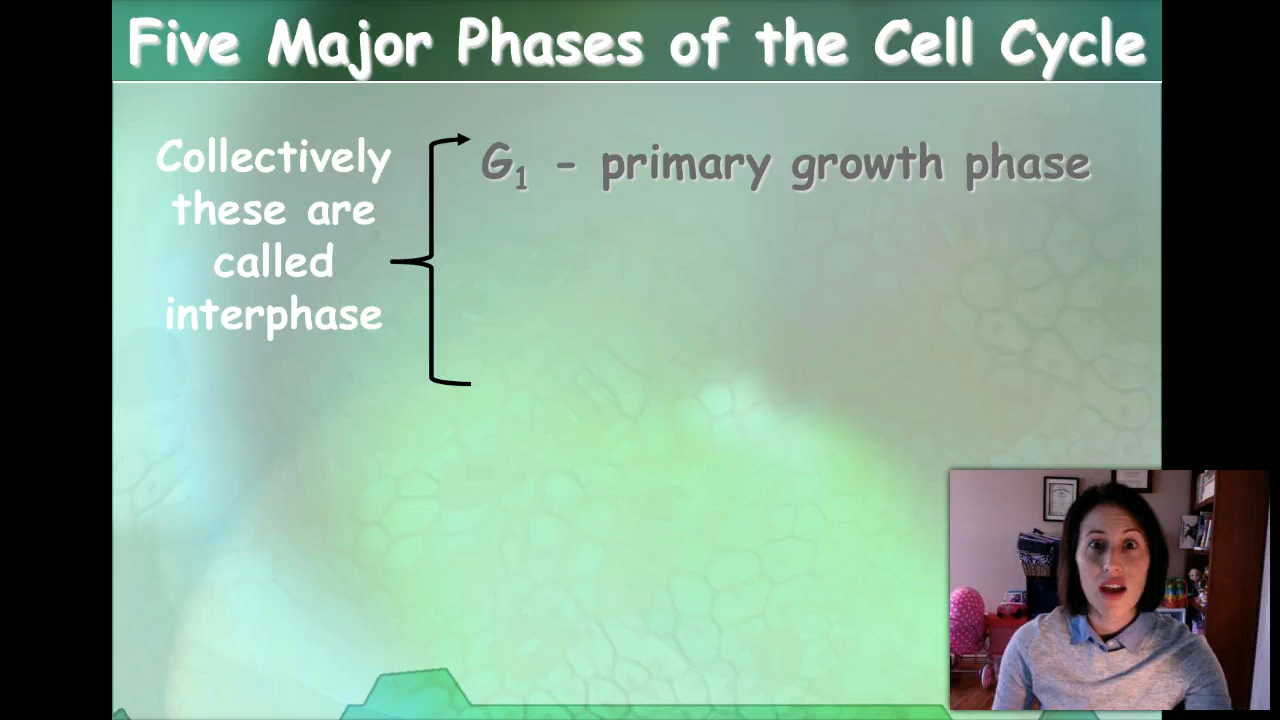 Five Major Phases of the Cell Cycle
Collectively
these are
called
interphase
G₁ - primary growth phase